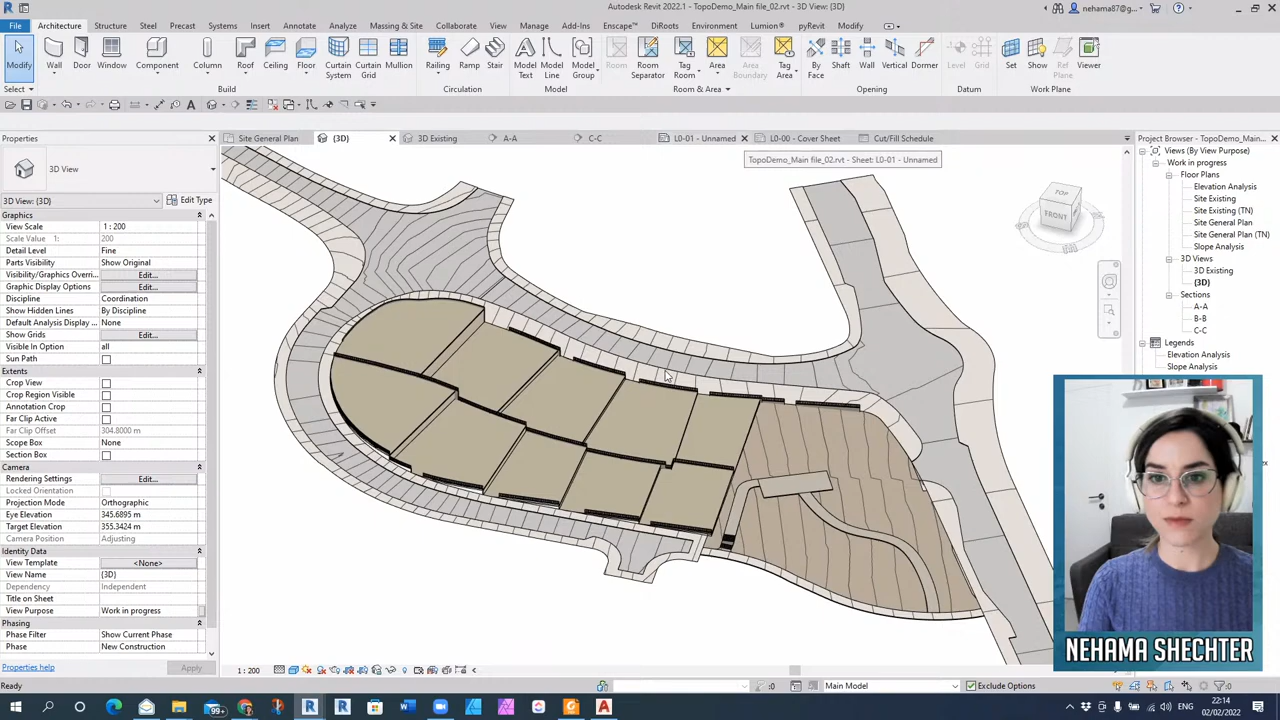 Autodesk Revit 2022.1 - TopoDemo_Main file_02.rvt - 3D View: {3D}
nehama87@g...
File Architecture Structure Steel Precast Systems Insert Annotate Analyze Massing & Site Collaborate View Manage Add-Ins Enscape™ DiRoots Environment Lumion® pyRevit Modify
Modify Wall Door Window Component Column Roof Ceiling Floor Curtain System Curtain Grid Mullion Railing Ramp Stair Model Text Model Line Model Group Room Room Separator Tag Room Area Area Boundary Tag Area By Face Shaft Wall Vertical Dormer Level Grid Set Show Ref Plane Viewer
Select Build Circulation Model Room & Area Opening Datum Work Plane
Properties
Site General Plan {3D} 3D Existing A-A C-C L0-01 - Unnamed L0-00 - Cover Sheet Cut/Fill Schedule
TopoDemo_Main file_02.rvt - Sheet: L0-01 - Unnamed
3D View
3D View: {3D} Edit Type
Graphics
View Scale 1 : 200
Scale Value 1: 200
Detail Level Fine
Parts Visibility Show Original
Visibility/Graphics Overri... Edit...
Graphic Display Options Edit...
Discipline Coordination
Show Hidden Lines By Discipline
Default Analysis Display ... None
Show Grids Edit...
Visible In Option all
Sun Path
Extents
Crop View
Crop Region Visible
Annotation Crop
Far Clip Active
Far Clip Offset 304.8000 m
Scope Box None
Section Box
Camera
Rendering Settings Edit...
Locked Orientation
Projection Mode Orthographic
Eye Elevation 345.6895 m
Target Elevation 355.3424 m
Camera Position Adjusting
Identity Data
View Template <None>
View Name {3D}
Dependency Independent
Title on Sheet
View Purpose Work in progress
Phasing
Phase Filter Show Current Phase
Phase New Construction
Properties help Apply
TOP
FRONT
Project Browser - TopoDemo_Main...
Views (By View Purpose)
Work in progress
Floor Plans
Elevation Analysis
Site Existing
Site Existing (TN)
Site General Plan
Site General Plan (TN)
Slope Analysis
3D Views
3D Existing
{3D}
Sections
A-A
B-B
C-C
Legends
Elevation Analysis
Slope Analysis
NEHAMA SHECHTER
1 : 200
Ready :0 Main Model Exclude Options :0
99+
ENG
22:14
02/02/2022